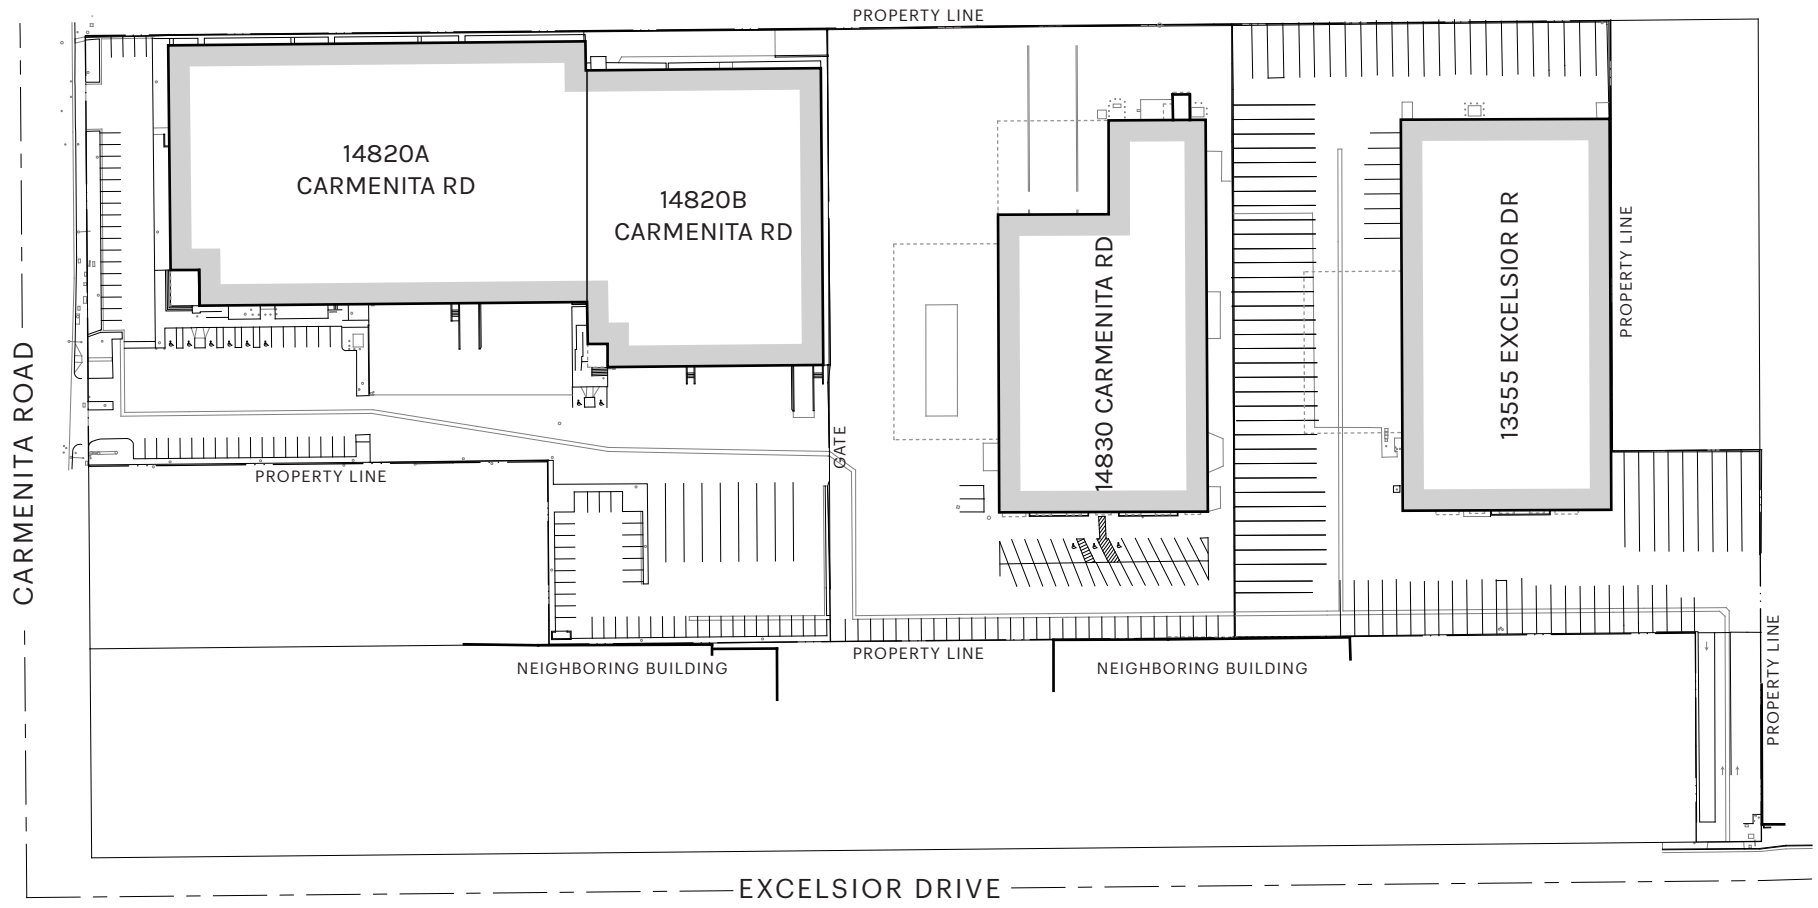 PROPERTY LINE
14820A
CARMENITA RD
14820B
CARMENITA RD
14830 CARMENITA RD
13555 EXCELSIOR DR
PROPERTY LINE
CARMENITA ROAD
GATE
PROPERTY LINE
PROPERTY LINE
NEIGHBORING BUILDING
NEIGHBORING BUILDING
PROPERTY LINE
EXCELSIOR DRIVE